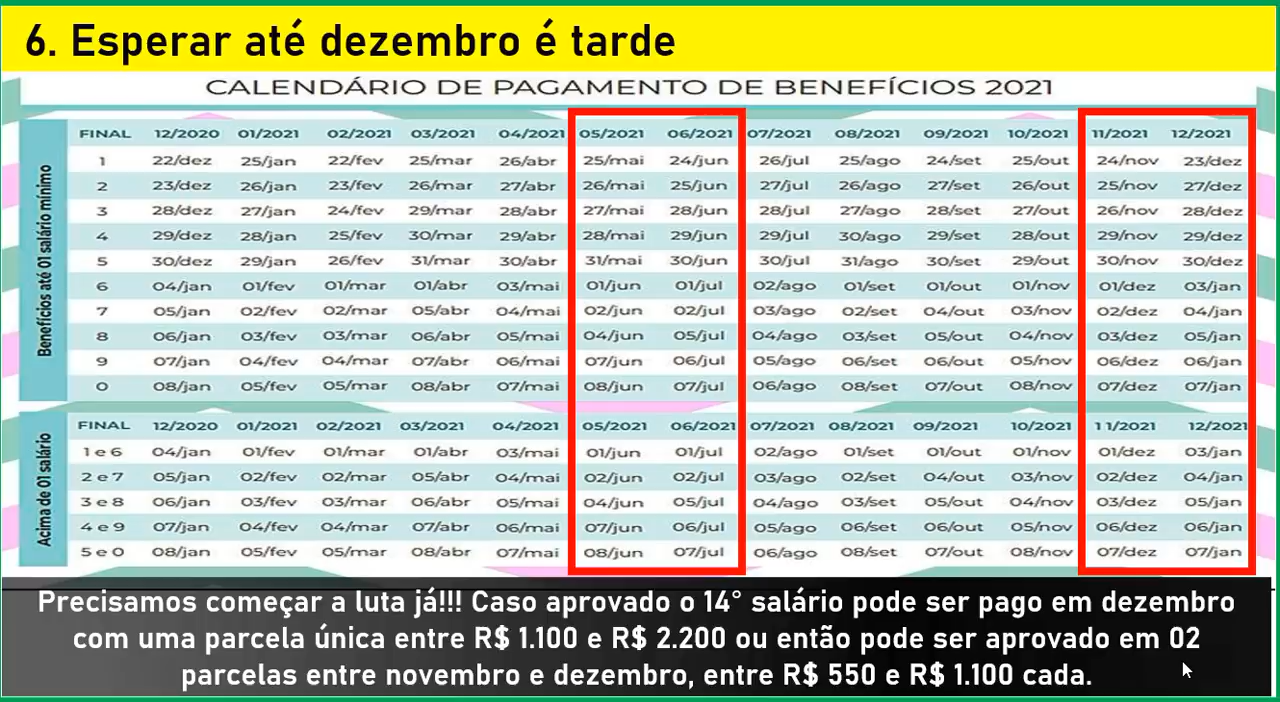 6. Esperar até dezembro é tarde
CALENDÁRIO DE PAGAMENTO DE BENEFÍCIOS 2021
Benefícios até 01 salário mínimo
FINAL 12/2020 01/2021 02/2021 03/2021 04/2021 05/2021 06/2021 07/2021 08/2021 09/2021 10/2021 11/2021 12/2021
1 22/dez 25/jan 22/fev 25/mar 26/abr 25/mai 24/jun 26/jul 25/ago 24/set 25/out 24/nov 23/dez
2 23/dez 26/jan 23/fev 26/mar 27/abr 26/mai 25/jun 27/jul 26/ago 27/set 26/out 25/nov 27/dez
3 28/dez 27/jan 24/fev 29/mar 28/abr 27/mai 28/jun 28/jul 27/ago 28/set 27/out 26/nov 28/dez
4 29/dez 28/jan 25/fev 30/mar 29/abr 28/mai 29/jun 29/jul 30/ago 29/set 28/out 29/nov 29/dez
5 30/dez 29/jan 26/fev 31/mar 30/abr 31/mai 30/jun 30/jul 31/ago 30/set 29/out 30/nov 30/dez
6 04/jan 01/fev 01/mar 01/abr 03/mai 01/jun 01/jul 02/ago 01/set 01/out 01/nov 01/dez 03/jan
7 05/jan 02/fev 02/mar 05/abr 04/mai 02/jun 02/jul 03/ago 02/set 04/out 03/nov 02/dez 04/jan
8 06/jan 03/fev 03/mar 06/abr 05/mai 04/jun 05/jul 04/ago 03/set 05/out 04/nov 03/dez 05/jan
9 07/jan 04/fev 04/mar 07/abr 06/mai 07/jun 06/jul 05/ago 06/set 06/out 05/nov 06/dez 06/jan
0 08/jan 05/fev 05/mar 08/abr 07/mai 08/jun 07/jul 06/ago 08/set 07/out 08/nov 07/dez 07/jan
Acima de 01 salário
FINAL 12/2020 01/2021 02/2021 03/2021 04/2021 05/2021 06/2021 07/2021 08/2021 09/2021 10/2021 11/2021 12/2021
1 e 6 04/jan 01/fev 01/mar 01/abr 03/mai 01/jun 01/jul 02/ago 01/set 01/out 01/nov 01/dez 03/jan
2 e 7 05/jan 02/fev 02/mar 05/abr 04/mai 02/jun 02/jul 03/ago 02/set 04/out 03/nov 02/dez 04/jan
3 e 8 06/jan 03/fev 03/mar 06/abr 05/mai 04/jun 05/jul 04/ago 03/set 05/out 04/nov 03/dez 05/jan
4 e 9 07/jan 04/fev 04/mar 07/abr 06/mai 07/jun 06/jul 05/ago 06/set 06/out 05/nov 06/dez 06/jan
5 e 0 08/jan 05/fev 05/mar 08/abr 07/mai 08/jun 07/jul 06/ago 08/set 07/out 08/nov 07/dez 07/jan
Precisamos começar a luta já!!! Caso aprovado o 14° salário pode ser pago em dezembro
com uma parcela única entre R$ 1.100 e R$ 2.200 ou então pode ser aprovado em 02
parcelas entre novembro e dezembro, entre R$ 550 e R$ 1.100 cada.